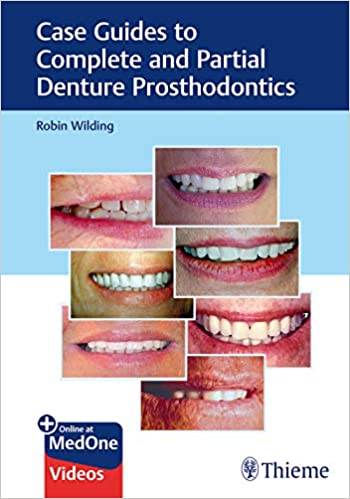 Case Guides to
Complete and Partial
Denture Prosthodontics
Robin Wilding
+ Online at
MedOne
Videos
Thieme